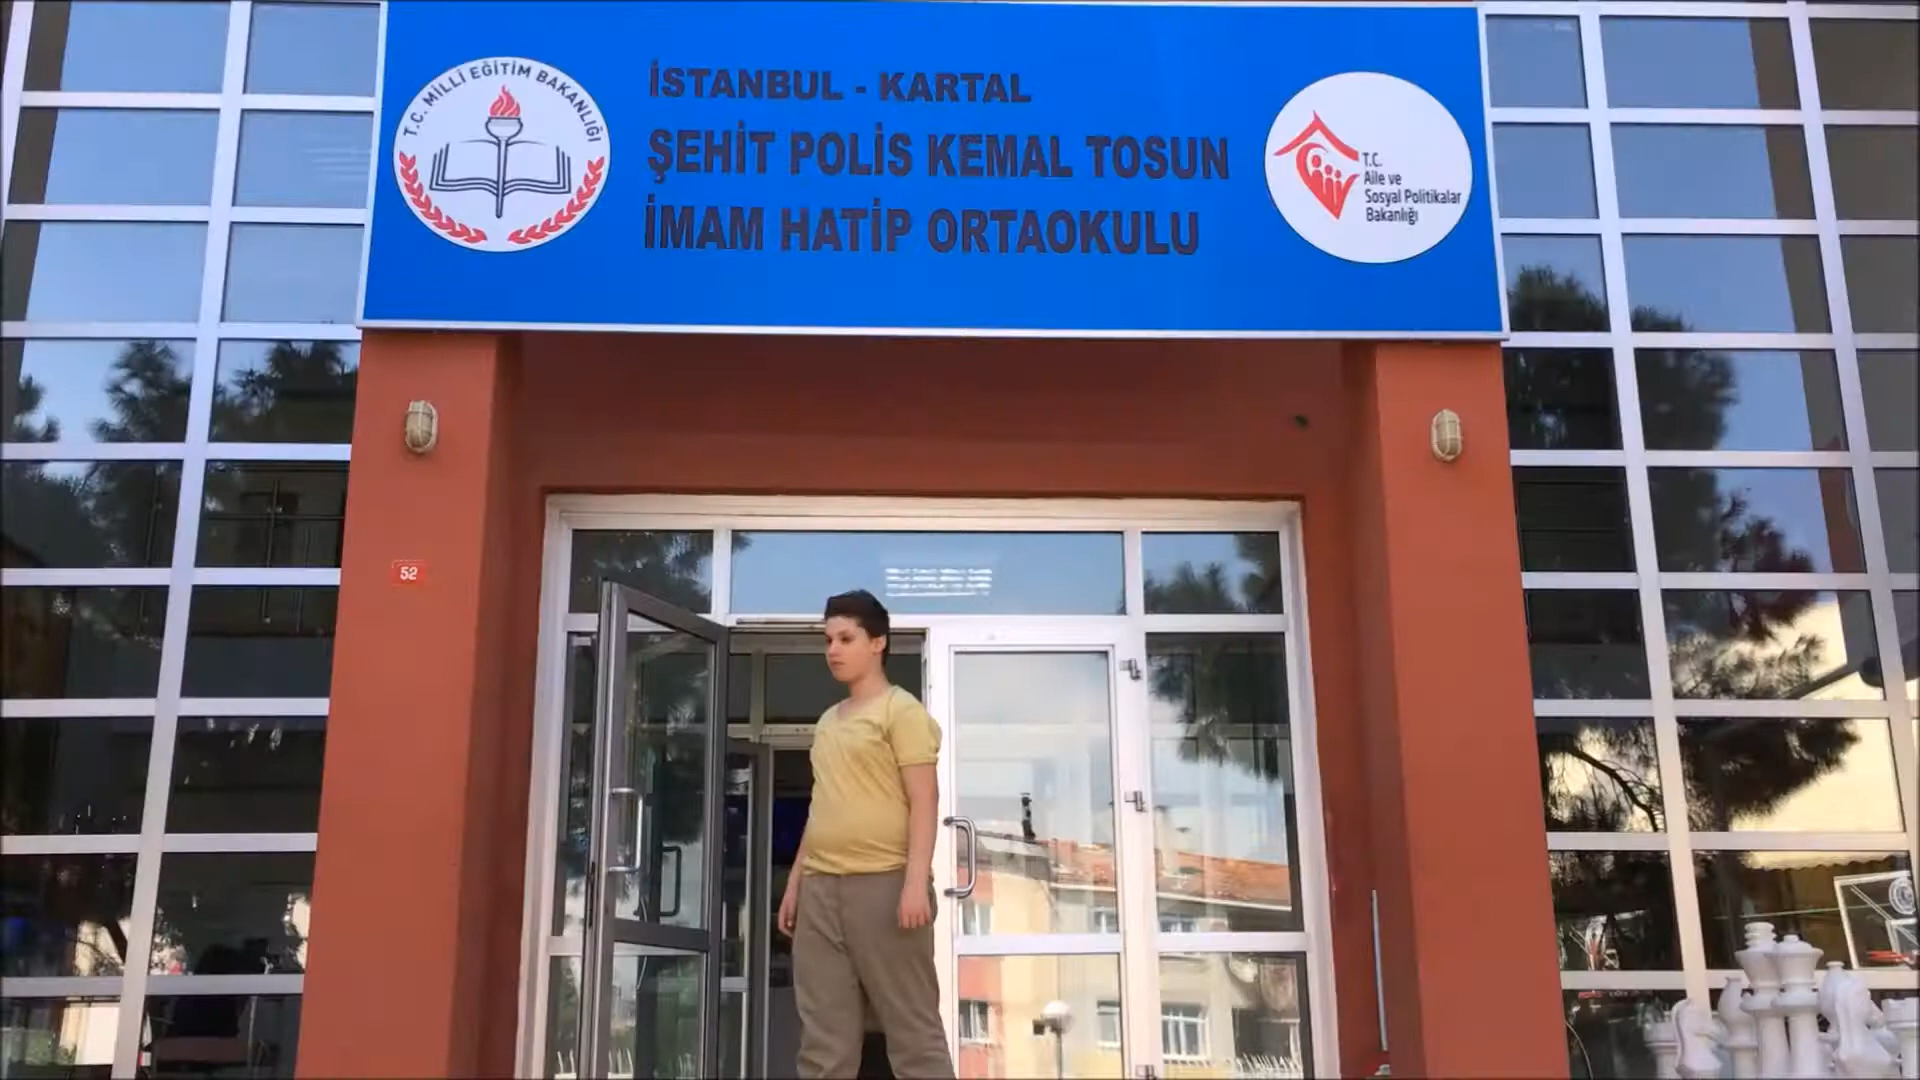 T.C. MİLLÎ EĞİTİM BAKANLIĞI
İSTANBUL - KARTAL
ŞEHİT POLİS KEMAL TOSUN
İMAM HATİP ORTAOKULU
T.C.
Aile ve
Sosyal Politikalar
Bakanlığı
52